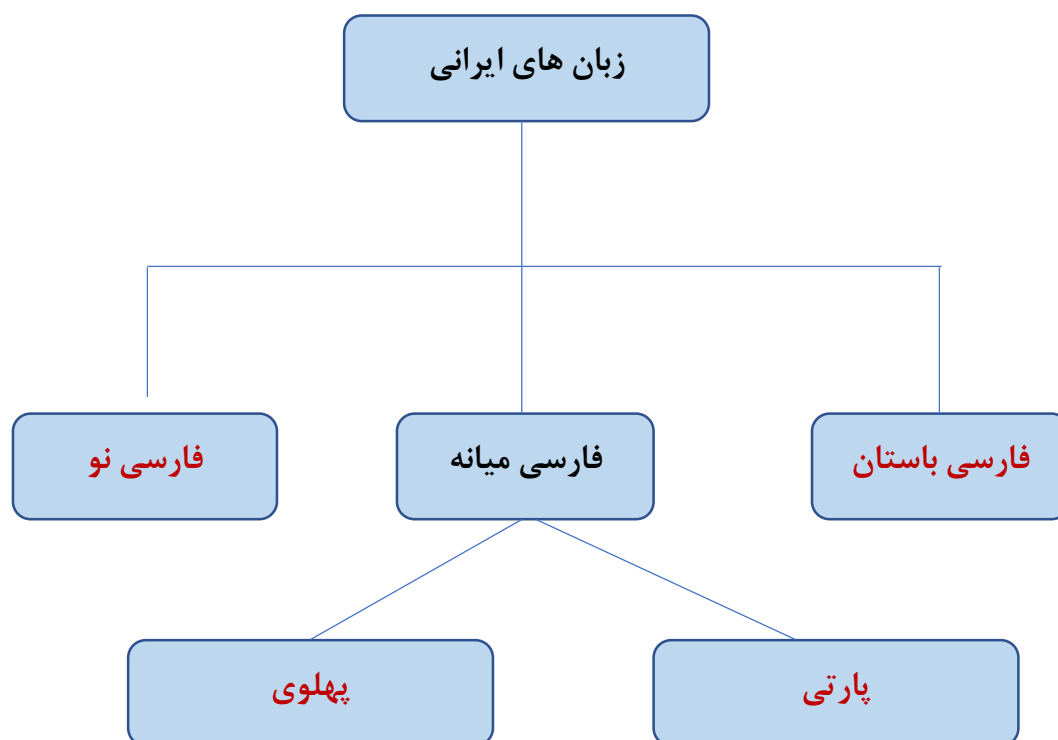 زبان های ایرانی
فارسی باستان
فارسی میانه
فارسی نو
پارتی
پهلوی